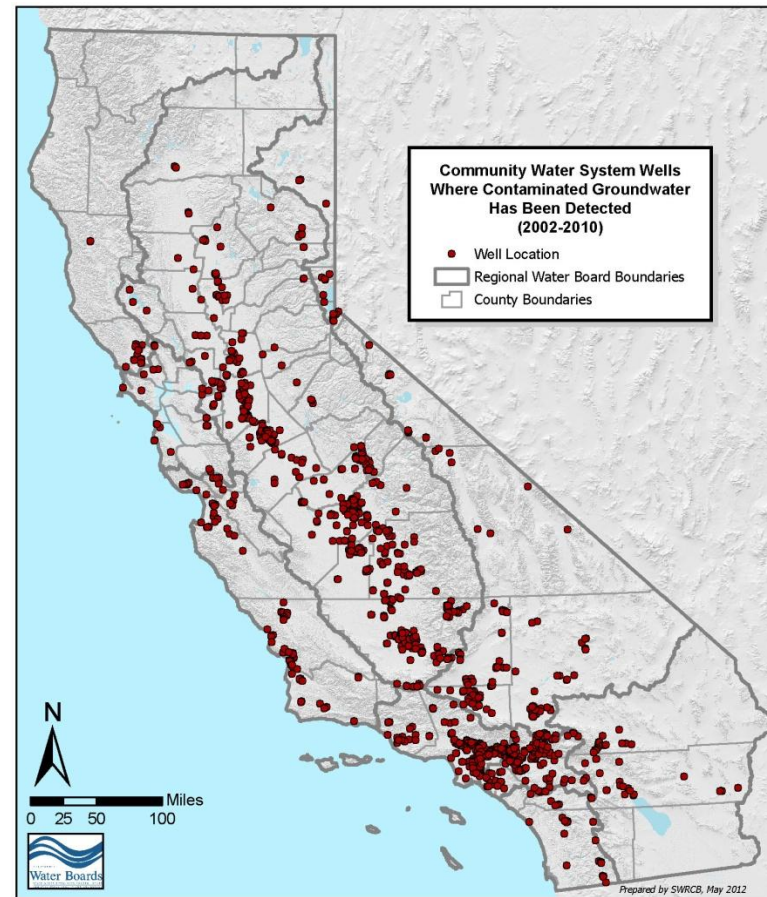 Community Water System Wells
Where Contaminated Groundwater
Has Been Detected
(2002-2010)
Well Location
Regional Water Board Boundaries
County Boundaries
N
Miles
0 25 50 100
Water Boards
Prepared by SWRCB, May 2012